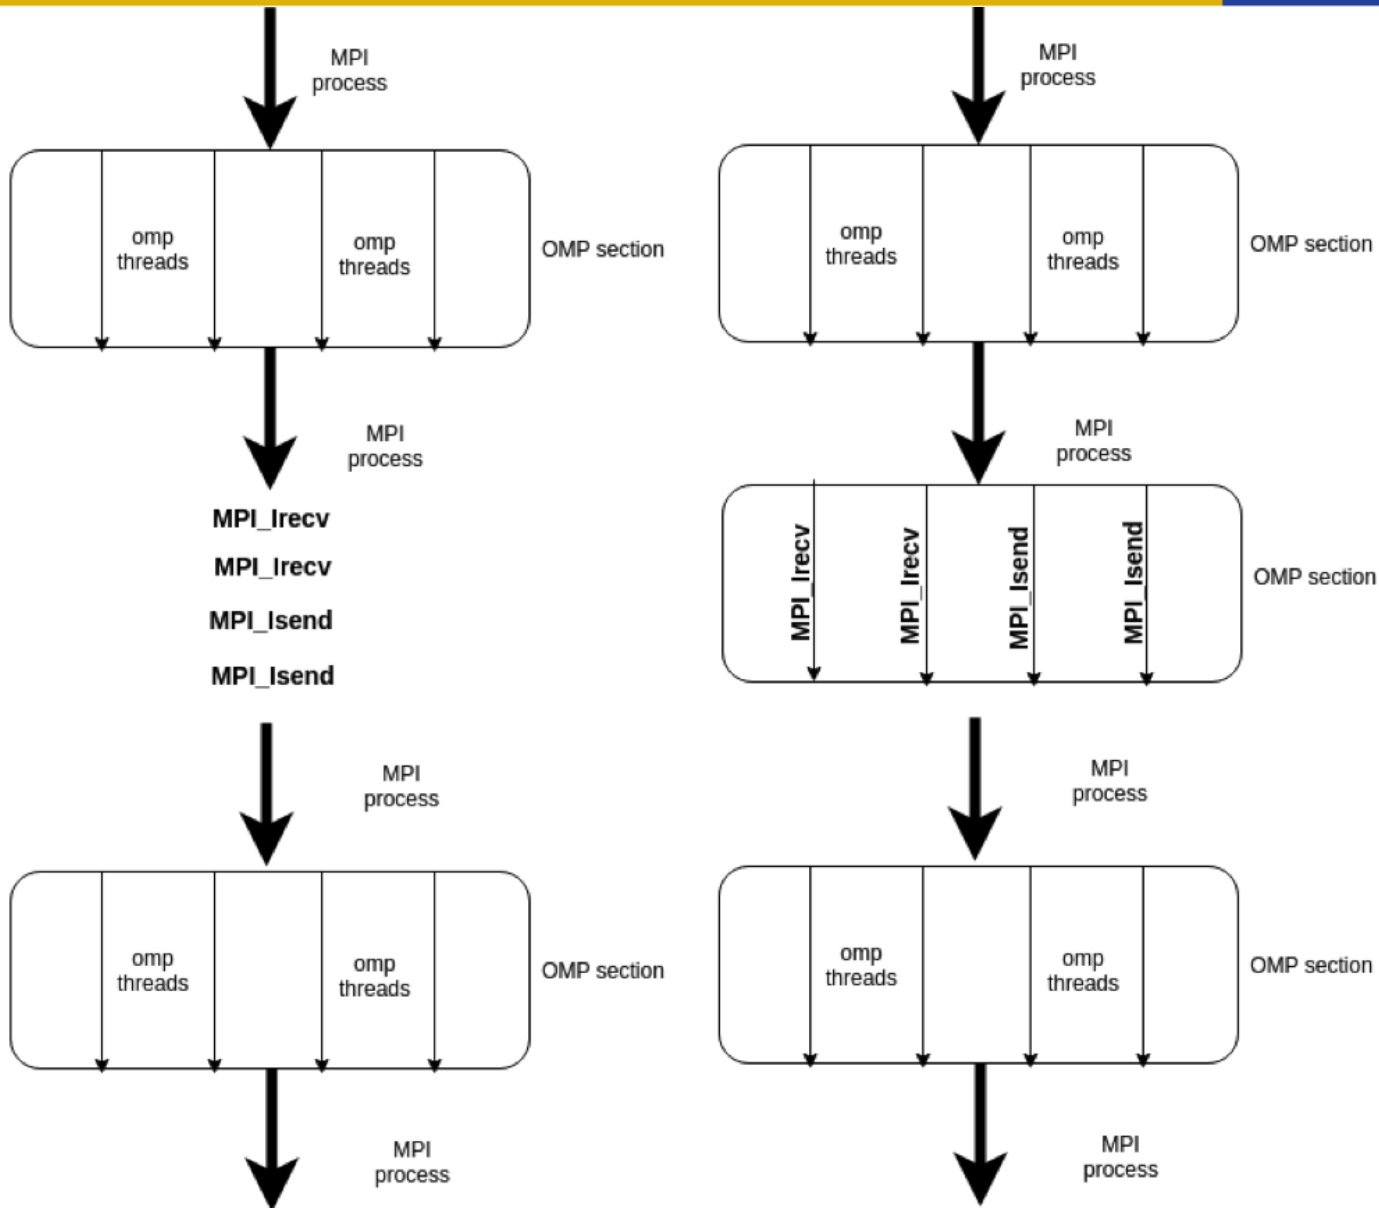 MPI
process
omp
threads
omp
threads
OMP section
MPI
process
MPI_Irecv
MPI_Irecv
MPI_Isend
MPI_Isend
MPI
process
omp
threads
omp
threads
OMP section
MPI
process
MPI
process
omp
threads
omp
threads
OMP section
MPI
process
MPI_Irecv
MPI_Irecv
MPI_Isend
MPI_Isend
OMP section
MPI
process
omp
threads
omp
threads
OMP section
MPI
process